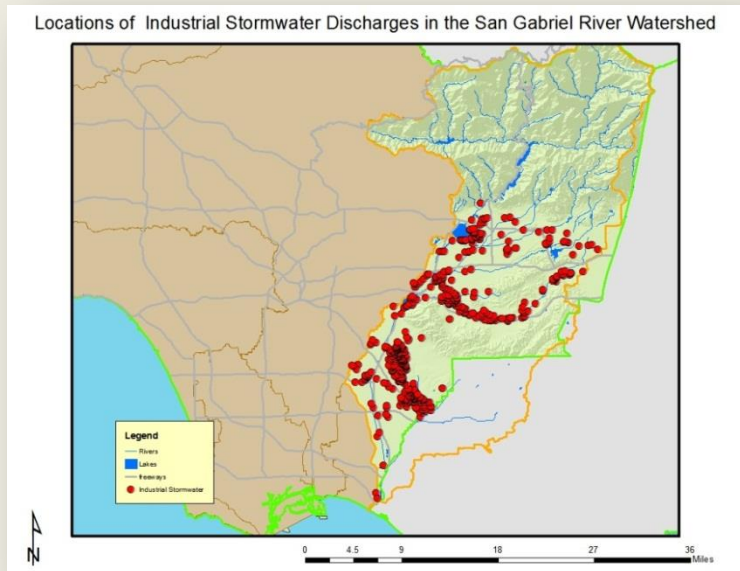 Locations of Industrial Stormwater Discharges in the San Gabriel River Watershed
Legend
Rivers
Lakes
freeways
Industrial Stormwater
N
0 4.5 9 18 27 36
Miles